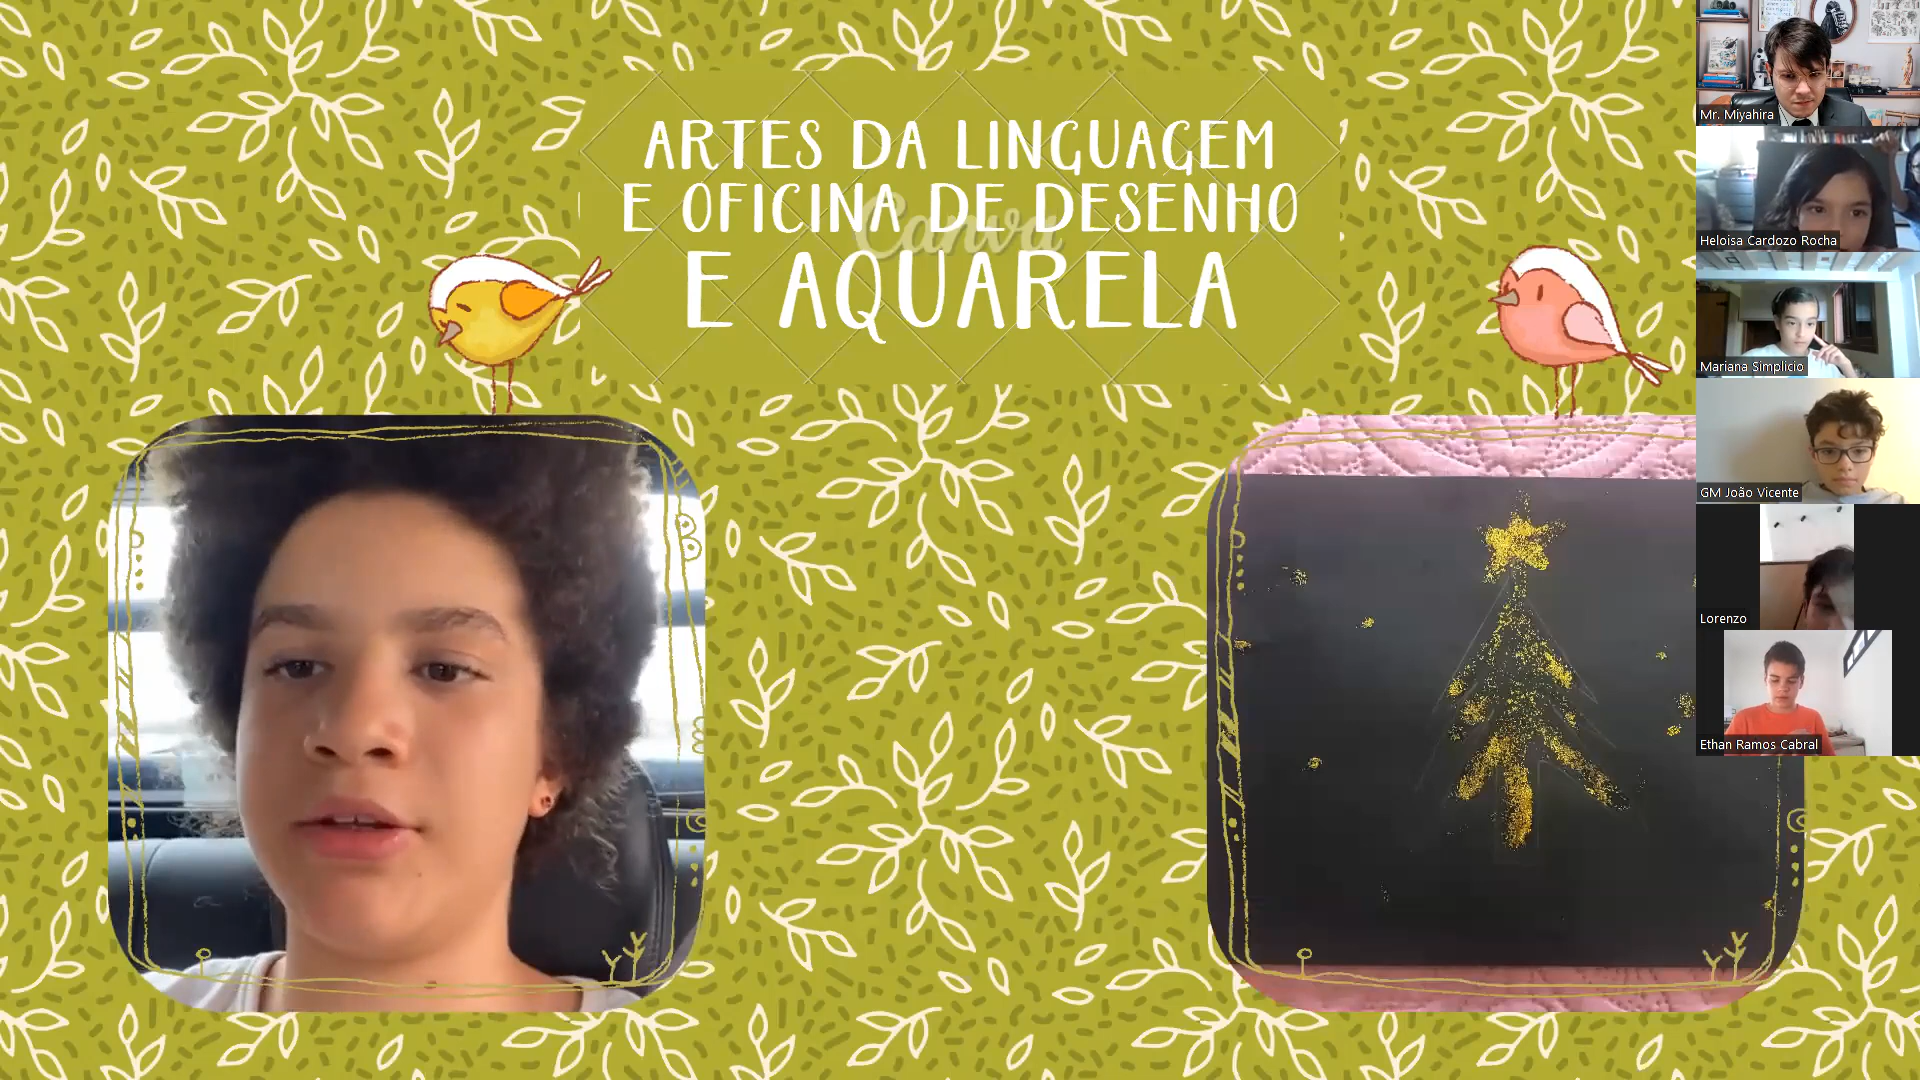 ARTES DA LINGUAGEM
E OFICINA DE DESENHO
E AQUARELA
Canva
Mr. Miyahira
Heloisa Cardozo Rocha
Mariana Simplicio
GM João Vicente
Lorenzo
Ethan Ramos Cabral